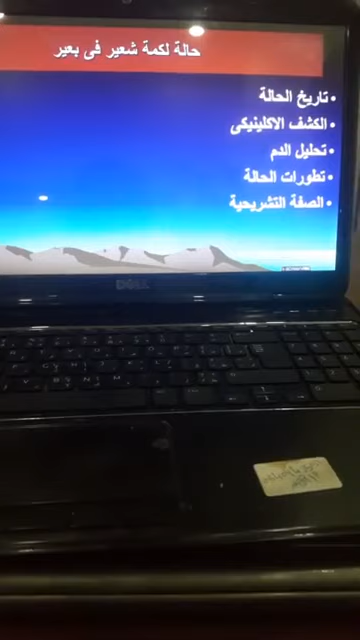 حالة لكمة شعير فى بعير
• تاريخ الحالة
• الكشف الاكلينيكى
• تحليل الدم
• تطورات الحالة
• الصفة التشريحية
DELL